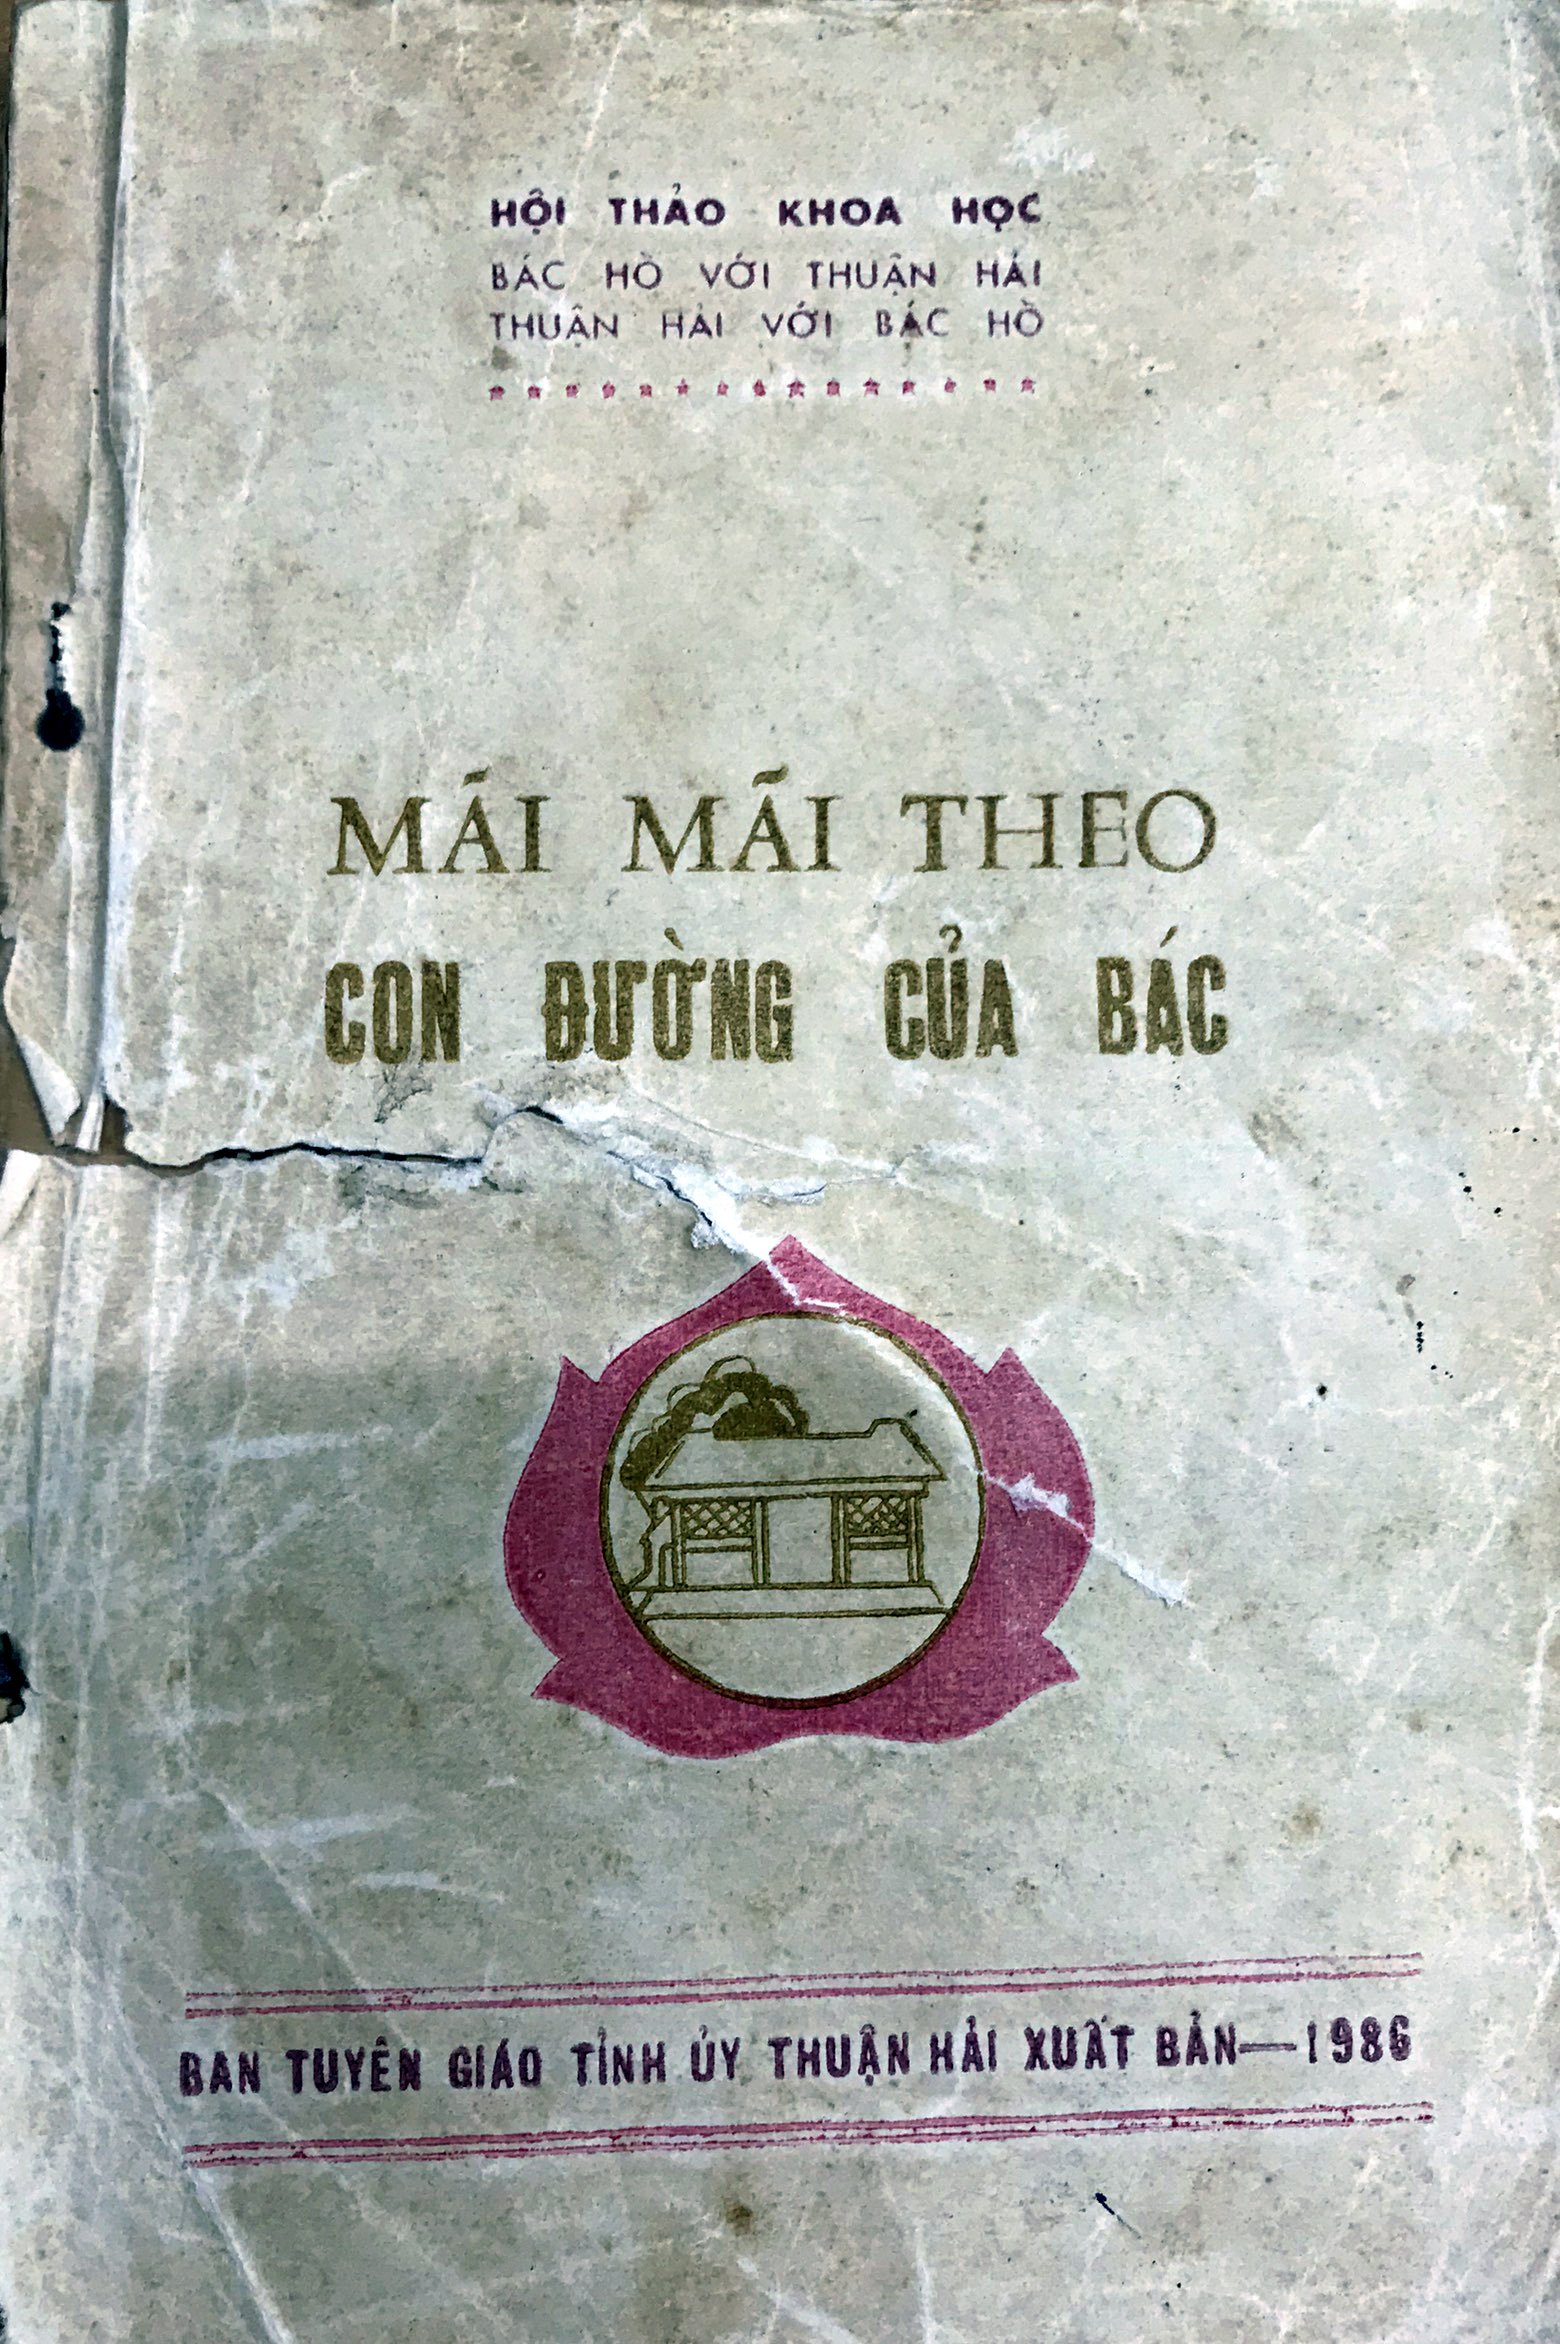 HỘI THẢO KHOA HỌC
BÁC HỒ VỚI THUẬN HẢI
THUẬN HẢI VỚI BÁC HỒ
MÃI MÃI THEO
CON ĐƯỜNG CỦA BÁC
BAN TUYÊN GIÁO TỈNH ỦY THUẬN HẢI XUẤT BẢN—1986